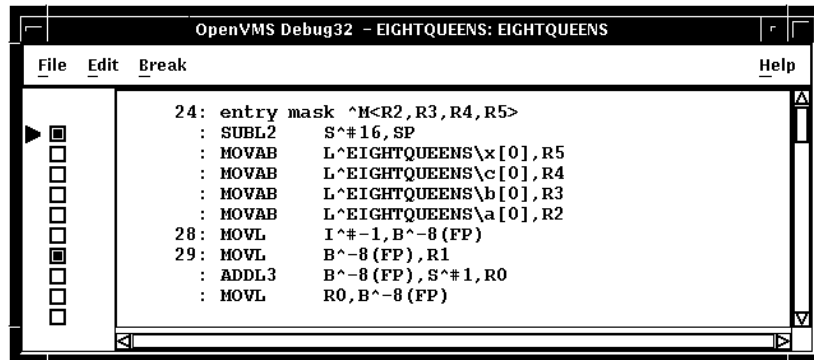 OpenVMS Debug32 – EIGHTQUEENS: EIGHTQUEENS
File Edit Break Help
24: entry mask ^M<R2,R3,R4,R5>
: SUBL2 S^#16,SP
: MOVAB L^EIGHTQUEENS\x[0],R5
: MOVAB L^EIGHTQUEENS\c[0],R4
: MOVAB L^EIGHTQUEENS\b[0],R3
: MOVAB L^EIGHTQUEENS\a[0],R2
28: MOVL I^#-1,B^-8(FP)
29: MOVL B^-8(FP),R1
: ADDL3 B^-8(FP),S^#1,R0
: MOVL R0,B^-8(FP)